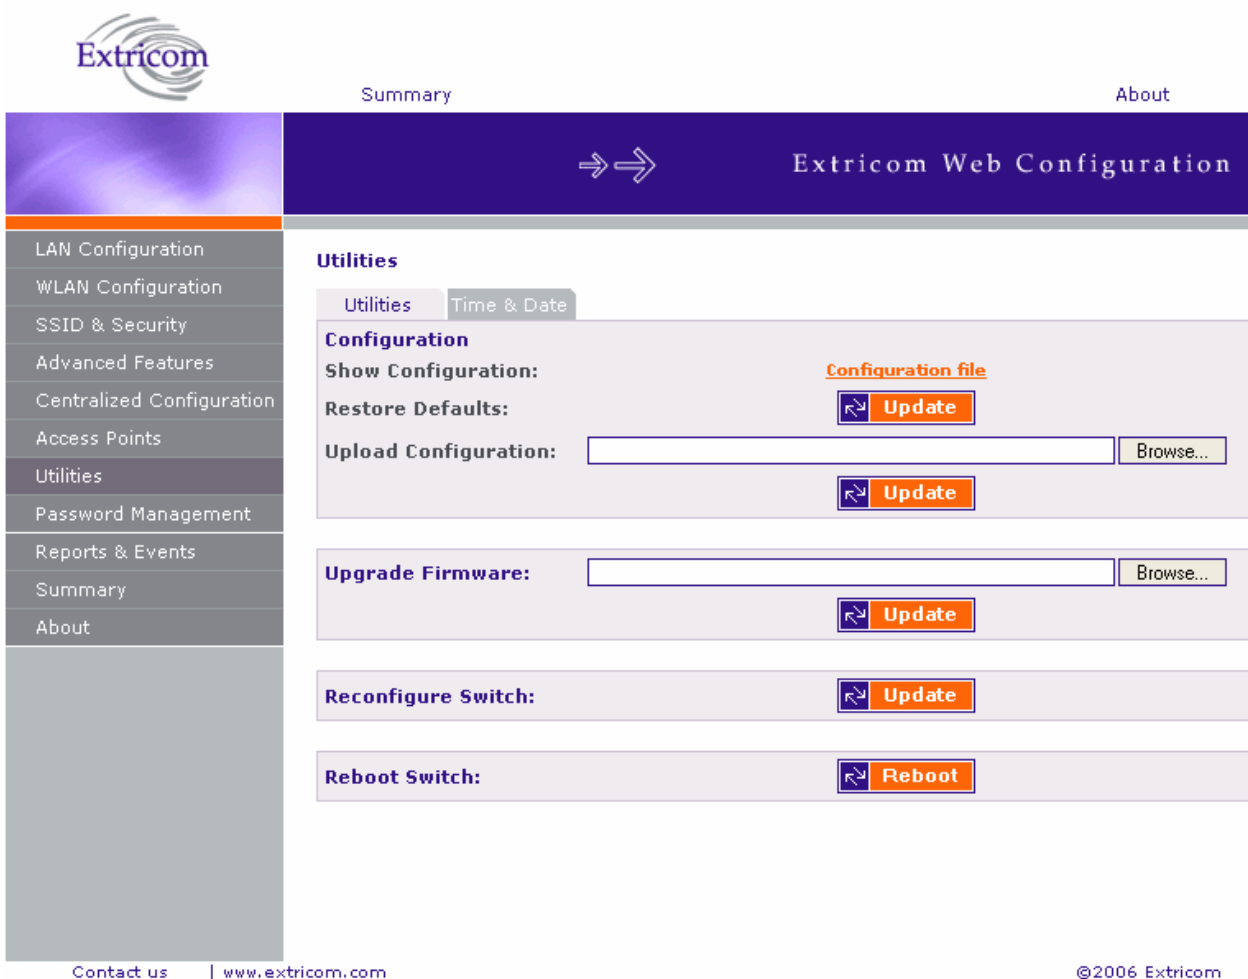 Extricom
Summary About
Extricom Web Configuration
LAN Configuration
WLAN Configuration
SSID & Security
Advanced Features
Centralized Configuration
Access Points
Utilities
Password Management
Reports & Events
Summary
About
Utilities
Utilities Time & Date
Configuration
Show Configuration: Configuration file
Restore Defaults: Update
Upload Configuration: Browse...
Update
Upgrade Firmware: Browse...
Update
Reconfigure Switch: Update
Reboot Switch: Reboot
Contact us | www.extricom.com ©2006 Extricom